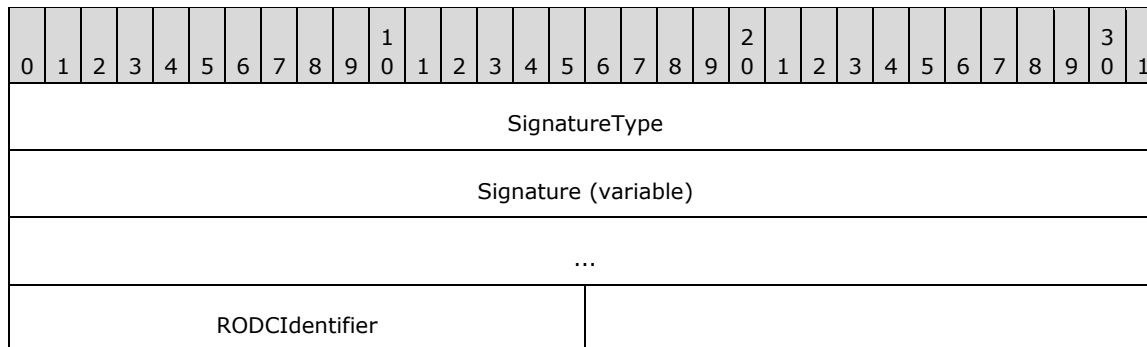 1 2 3
0 1 2 3 4 5 6 7 8 9 0 1 2 3 4 5 6 7 8 9 0 1 2 3 4 5 6 7 8 9 0 1
SignatureType
Signature (variable)
...
RODCIdentifier